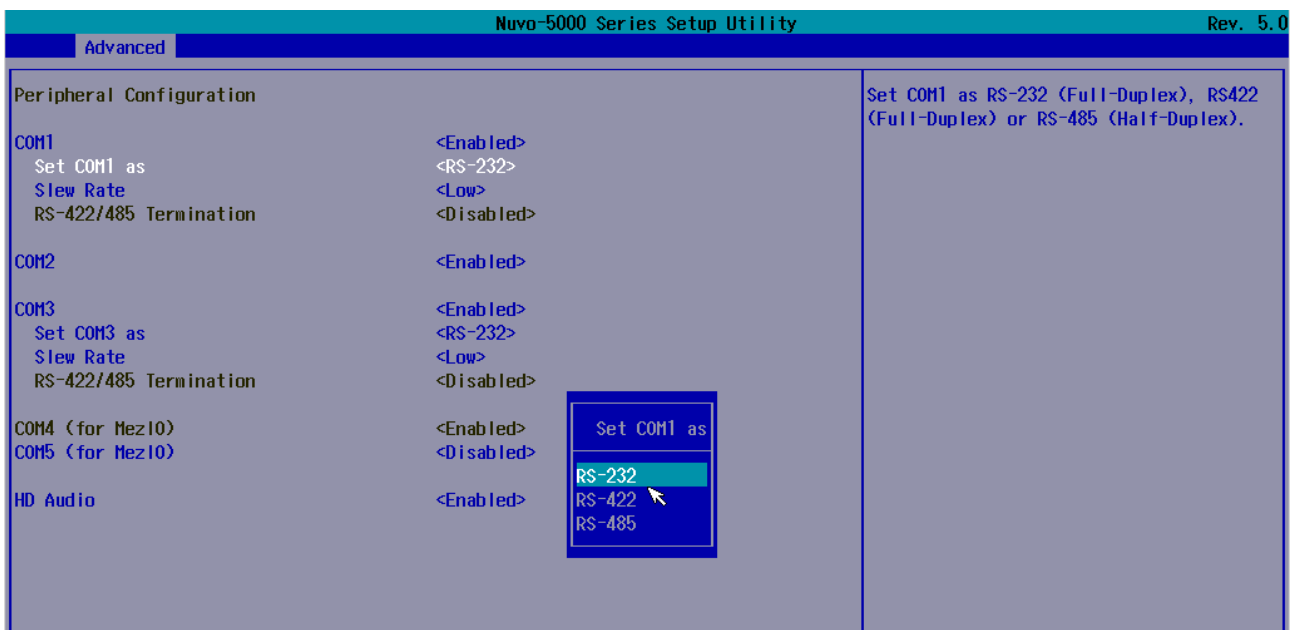 Nuvo-5000 Series Setup Utility Rev. 5.0
Advanced
Peripheral Configuration
COM1 <Enabled>
Set COM1 as <RS-232>
Slew Rate <Low>
RS-422/485 Termination <Disabled>
COM2 <Enabled>
COM3 <Enabled>
Set COM3 as <RS-232>
Slew Rate <Low>
RS-422/485 Termination <Disabled>
COM4 (for MezIO) <Enabled>
COM5 (for MezIO) <Disabled>
HD Audio <Enabled>
Set COM1 as RS-232 (Full-Duplex), RS422
(Full-Duplex) or RS-485 (Half-Duplex).
Set COM1 as
RS-232
RS-422
RS-485